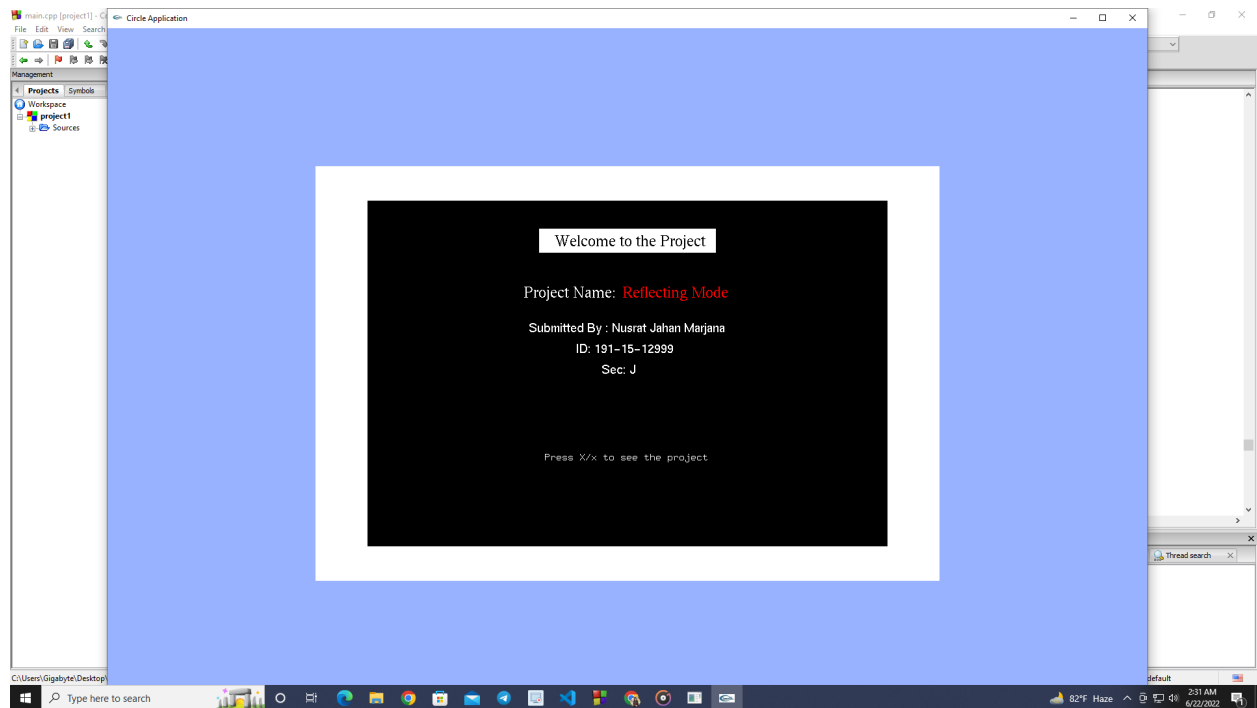 main.cpp [project1] - C
Circle Application
File Edit View Search
Management
Projects Symbols
Workspace
project1
Sources
Welcome to the Project
Project Name: Reflecting Mode
Submitted By : Nusrat Jahan Marjana
ID: 191-15-12999
Sec: J
Press X/x to see the project
Thread search
C:\Users\Gigabyte\Desktop\
default
Type here to search
82°F Haze
2:31 AM
6/22/2022